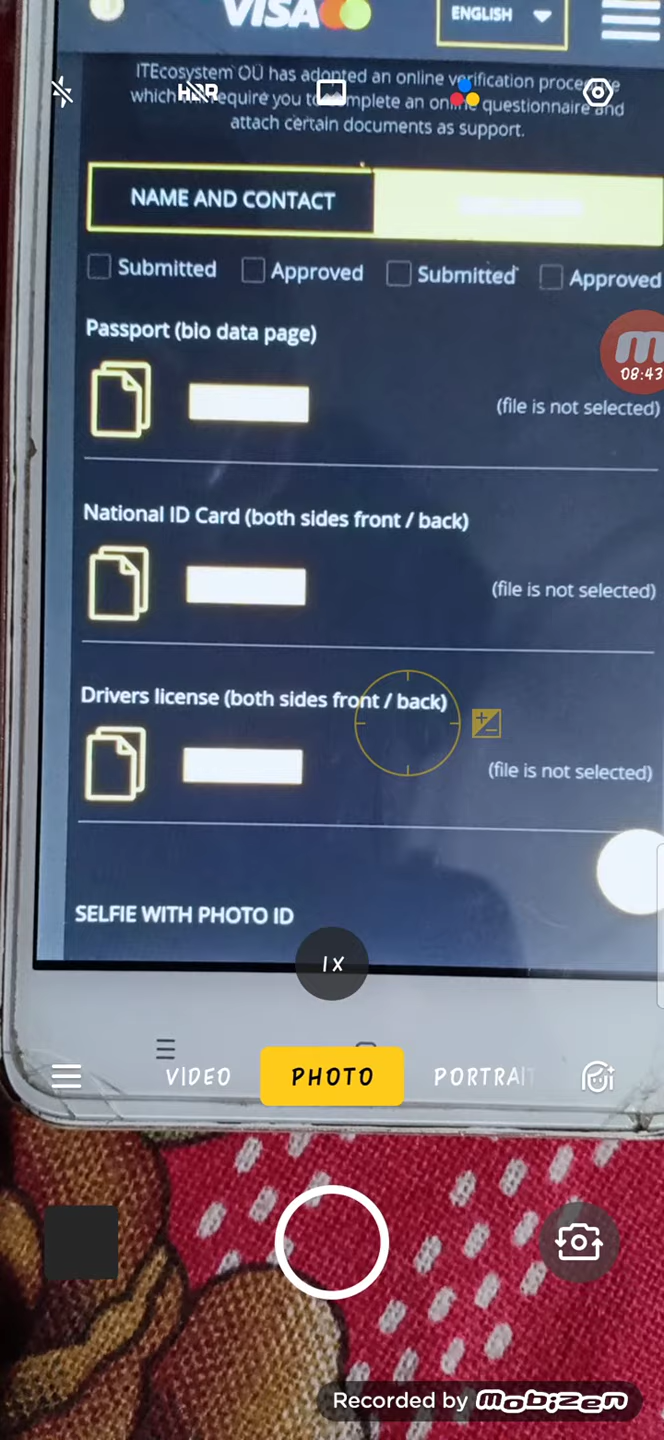 VISA
ENGLISH
ITEcosystem OÜ has adopted an online verification procedure
which require you to complete an online questionnaire and
attach certain documents as support.
HDR
NAME AND CONTACT
Submitted Approved Submitted Approved
Passport (bio data page)
(file is not selected)
08:43
National ID Card (both sides front / back)
(file is not selected)
Drivers license (both sides front / back)
(file is not selected)
SELFIE WITH PHOTO ID
1X
VIDEO PHOTO PORTRAIT
Recorded by mobizen